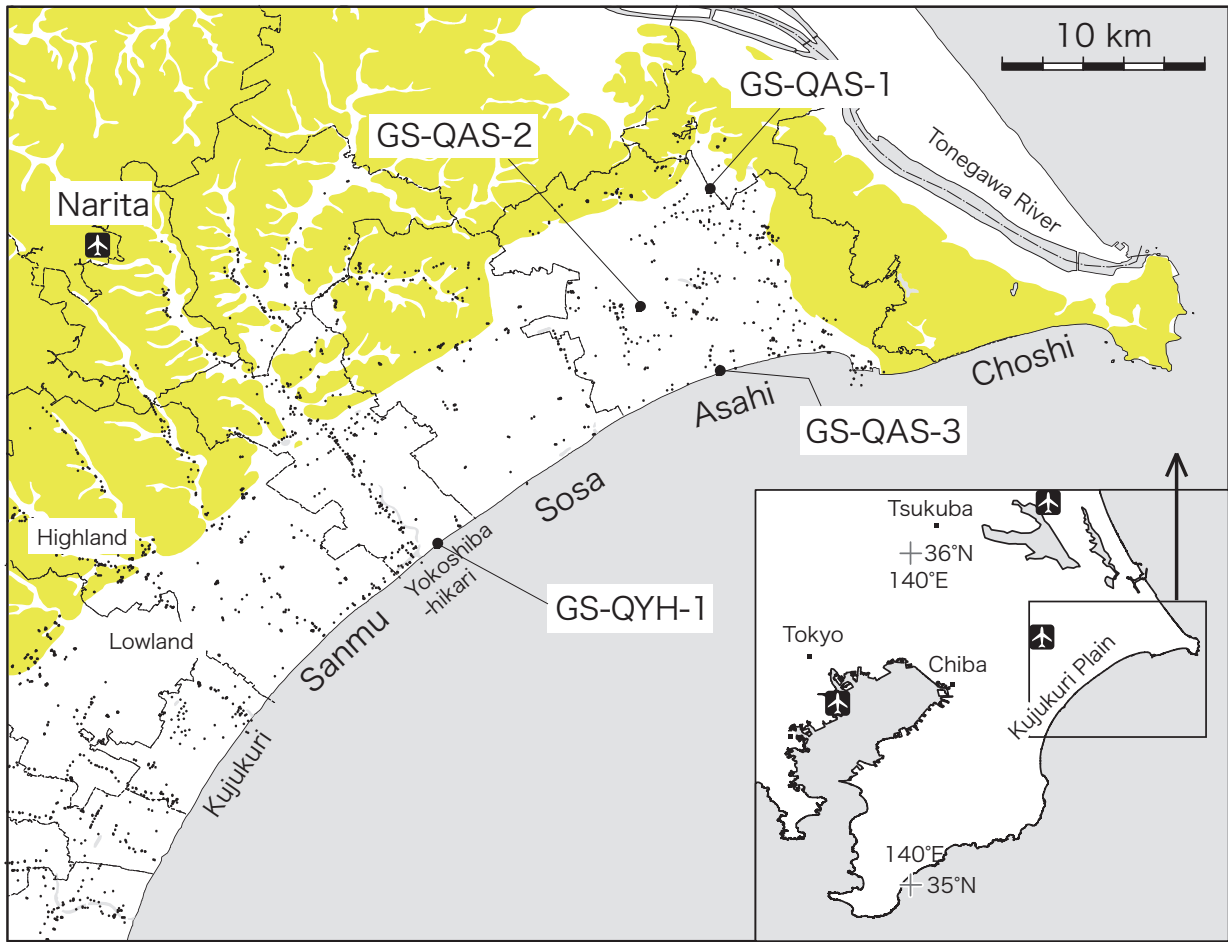 10 km
GS-QAS-1
GS-QAS-2
Tonegawa River
Narita
Choshi
Asahi
GS-QAS-3
Sosa
Highland
Yokoshiba
-hikari
GS-QYH-1
Lowland
Sanmu
Kujukuri
Tsukuba
36°N
140°E
Tokyo
Chiba
Kujukuri Plain
140°E
35°N